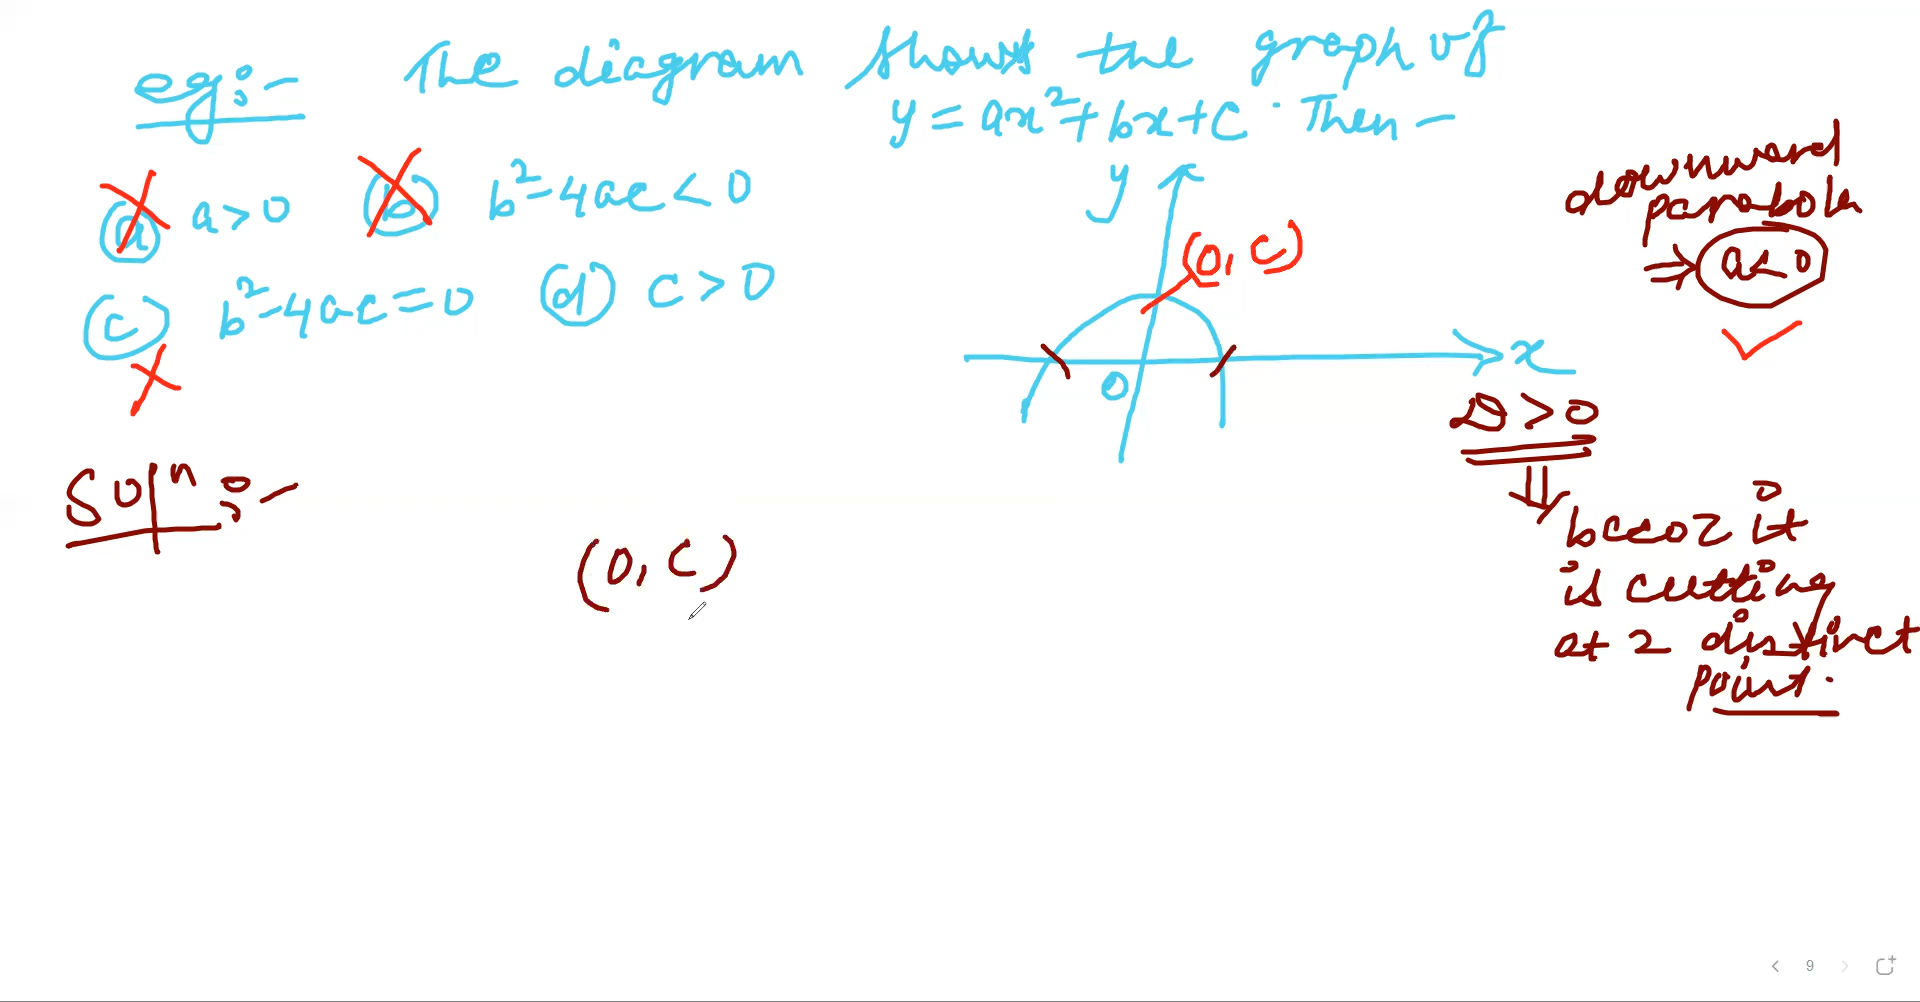 eg:- The diagram shows the graph of
y = ax²+bx+c . Then -
(a) a>0 (b) b²-4ac<0
(c) b²-4ac=0 (d) c>0
y
(0, c)
x
0
downward
parabola
⇒ a<0
D>0
⇓
becoz it
is cutting
at 2 distinct
point.
Solⁿ:-
(0, c)
9